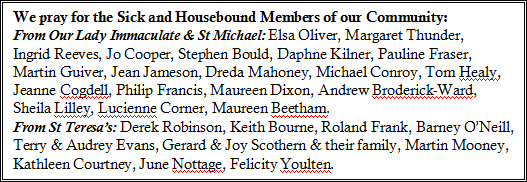 We pray for the Sick and Housebound Members of our Community:
From Our Lady Immaculate & St Michael: Elsa Oliver, Margaret Thunder,
Ingrid Reeves, Jo Cooper, Stephen Bould, Daphne Kilner, Pauline Fraser,
Martin Guiver, Jean Jameson, Dreda Mahoney, Michael Conroy, Tom Healy,
Jeanne Cogdell, Philip Francis, Maureen Dixon, Andrew Broderick-Ward,
Sheila Lilley, Lucienne Corner, Maureen Beetham.
From St Teresa's: Derek Robinson, Keith Bourne, Roland Frank, Barney O'Neill,
Terry & Audrey Evans, Gerard & Joy Scothern & their family, Martin Mooney,
Kathleen Courtney, June Nottage, Felicity Youlten.